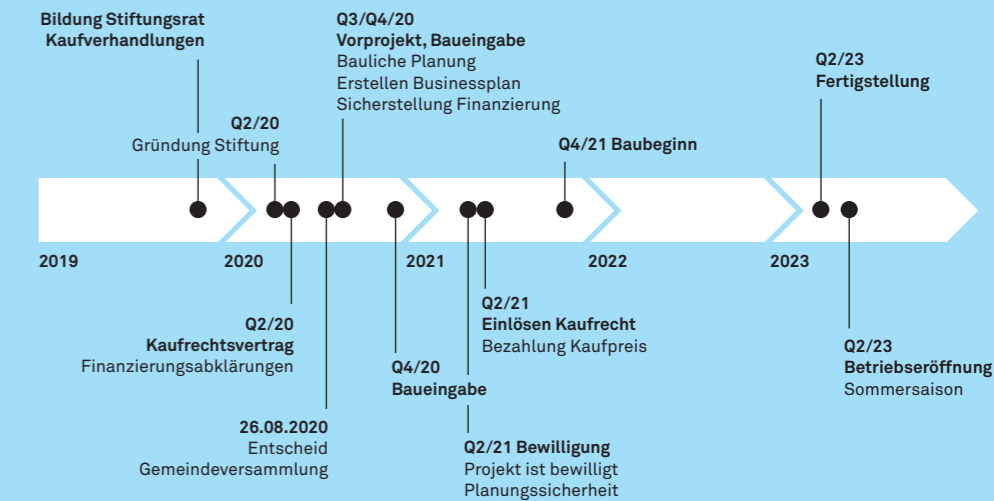 Bildung Stiftungsrat
Kaufverhandlungen
Q2/20
Gründung Stiftung
Q3/Q4/20
Vorprojekt, Baueingabe
Bauliche Planung
Erstellen Businessplan
Sicherstellung Finanzierung
Q4/21 Baubeginn
Q2/23
Fertigstellung
2019
2020
2021
2022
2023
Q2/20
Kaufrechtsvertrag
Finanzierungsabklärungen
26.08.2020
Entscheid
Gemeindeversammlung
Q4/20
Baueingabe
Q2/21
Einlösen Kaufrecht
Bezahlung Kaufpreis
Q2/21 Bewilligung
Projekt ist bewilligt
Planungssicherheit
Q2/23
Betriebseröffnung
Sommersaison